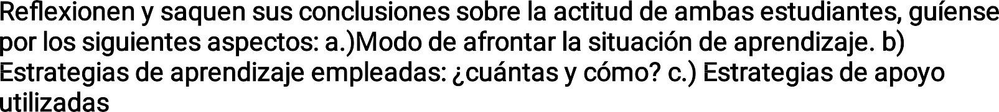 Reflexionen y saquen sus conclusiones sobre la actitud de ambas estudiantes, guíense
por los siguientes aspectos: a.)Modo de afrontar la situación de aprendizaje. b)
Estrategias de aprendizaje empleadas: ¿cuántas y cómo? c.) Estrategias de apoyo
utilizadas